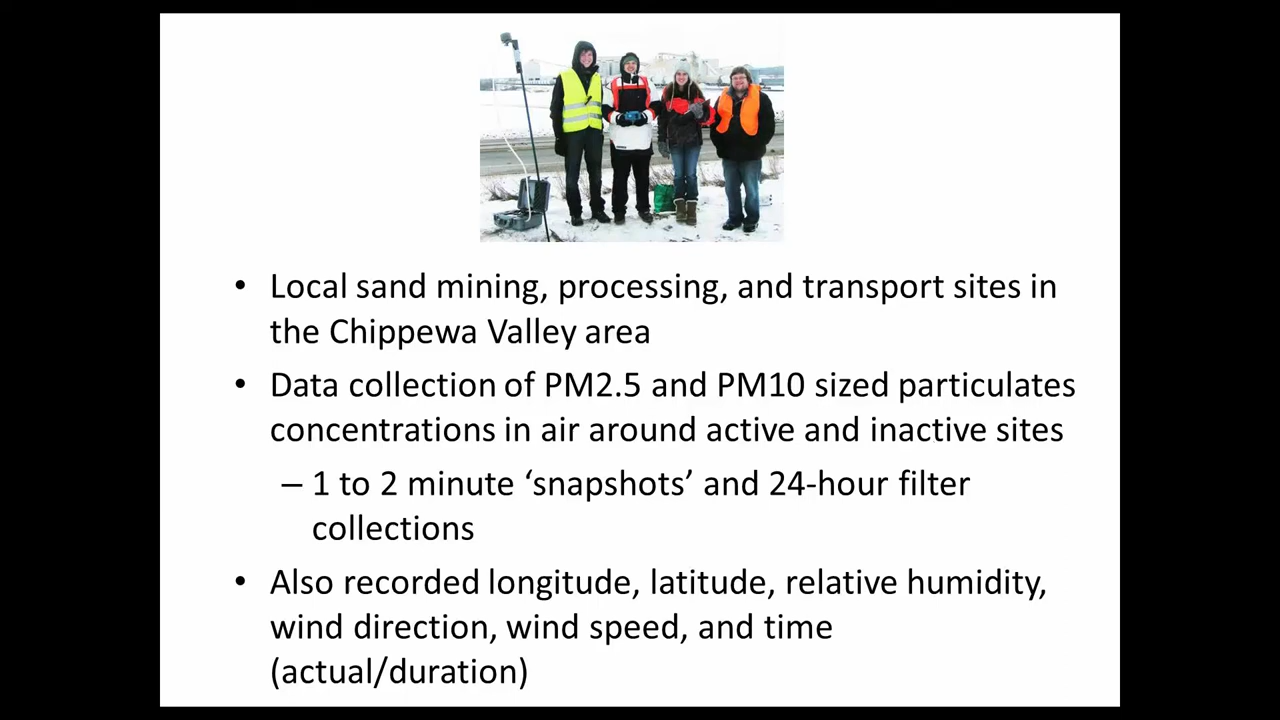 • Local sand mining, processing, and transport sites in
the Chippewa Valley area
• Data collection of PM2.5 and PM10 sized particulates
concentrations in air around active and inactive sites
– 1 to 2 minute ‘snapshots’ and 24-hour filter
collections
• Also recorded longitude, latitude, relative humidity,
wind direction, wind speed, and time
(actual/duration)